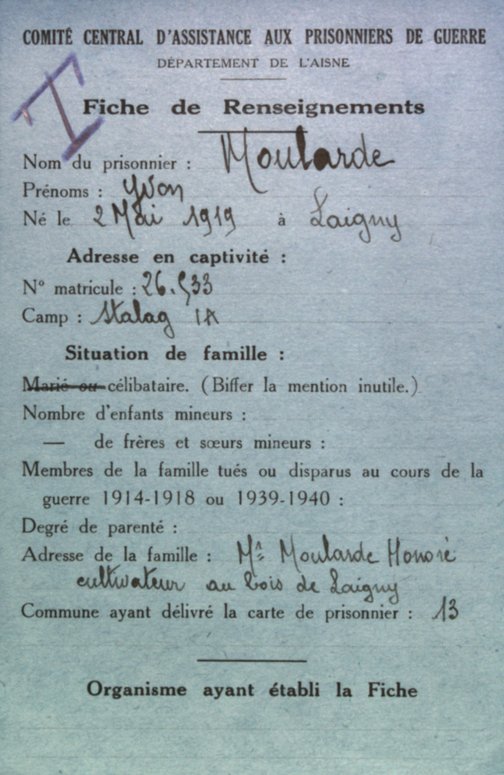 COMITÉ CENTRAL D'ASSISTANCE AUX PRISONNIERS DE GUERRE
DÉPARTEMENT DE L'AISNE
I
Fiche de Renseignements
Nom du prisonnier : Moularde
Prénoms : Yvon
Né le 2 Mai 1919 à Laigny
Adresse en captivité :
N° matricule : 26.533
Camp : Stalag IA
Situation de famille :
Marié ou célibataire. (Biffer la mention inutile.)
Nombre d'enfants mineurs :
— de frères et sœurs mineurs :
Membres de la famille tués ou disparus au cours de la
guerre 1914-1918 ou 1939-1940 :
Degré de parenté :
Adresse de la famille : Mr Moularde Honoré
cultivateur au bois de Laigny
Commune ayant délivré la carte de prisonnier : 13
Organisme ayant établi la Fiche